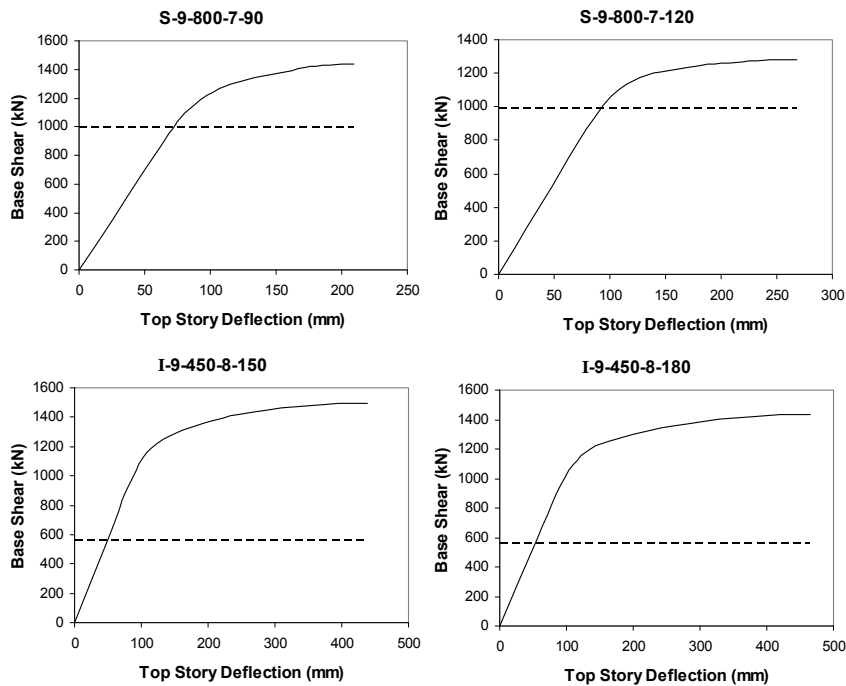 S-9-800-7-90
Base Shear (kN)
1600
1400
1200
1000
800
600
400
200
0
0 50 100 150 200 250
Top Story Deflection (mm)
S-9-800-7-120
Base Shear (kN)
1400
1200
1000
800
600
400
200
0
0 50 100 150 200 250 300
Top Story Deflection (mm)
I-9-450-8-150
Base Shear (kN)
1600
1400
1200
1000
800
600
400
200
0
0 100 200 300 400 500
Top Story Deflection (mm)
I-9-450-8-180
Base Shear (kN)
1600
1400
1200
1000
800
600
400
200
0
0 100 200 300 400 500
Top Story Deflection (mm)